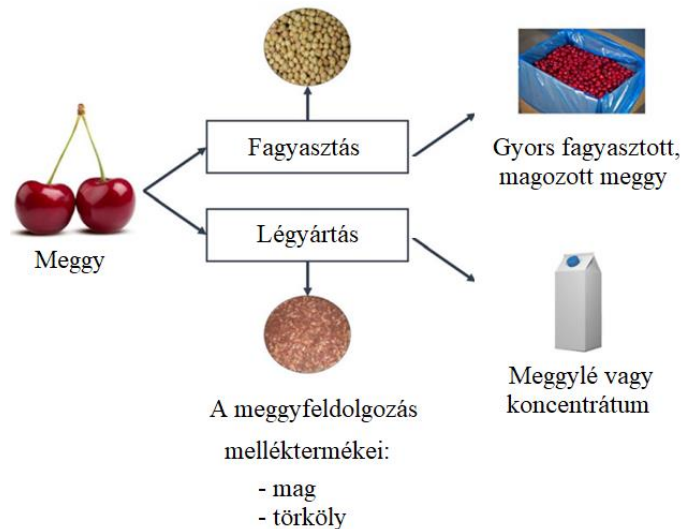 Fagyasztás
Gyors fagyasztott,
magozott meggy
Meggy
Légyártás
Meggylé vagy
koncentrátum
A meggyfeldolgozás
melléktermékei:
- mag
- törköly